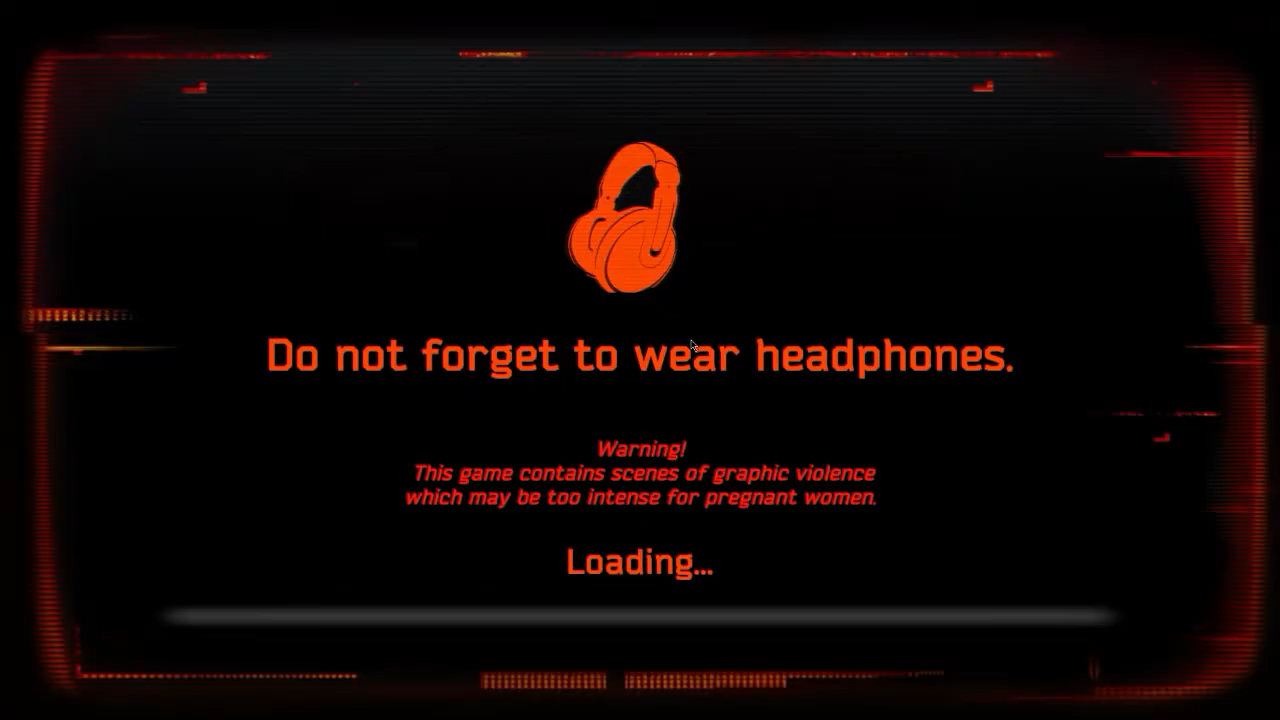 Do not forget to wear headphones.
Warning!
This game contains scenes of graphic violence
which may be too intense for pregnant women.
Loading...